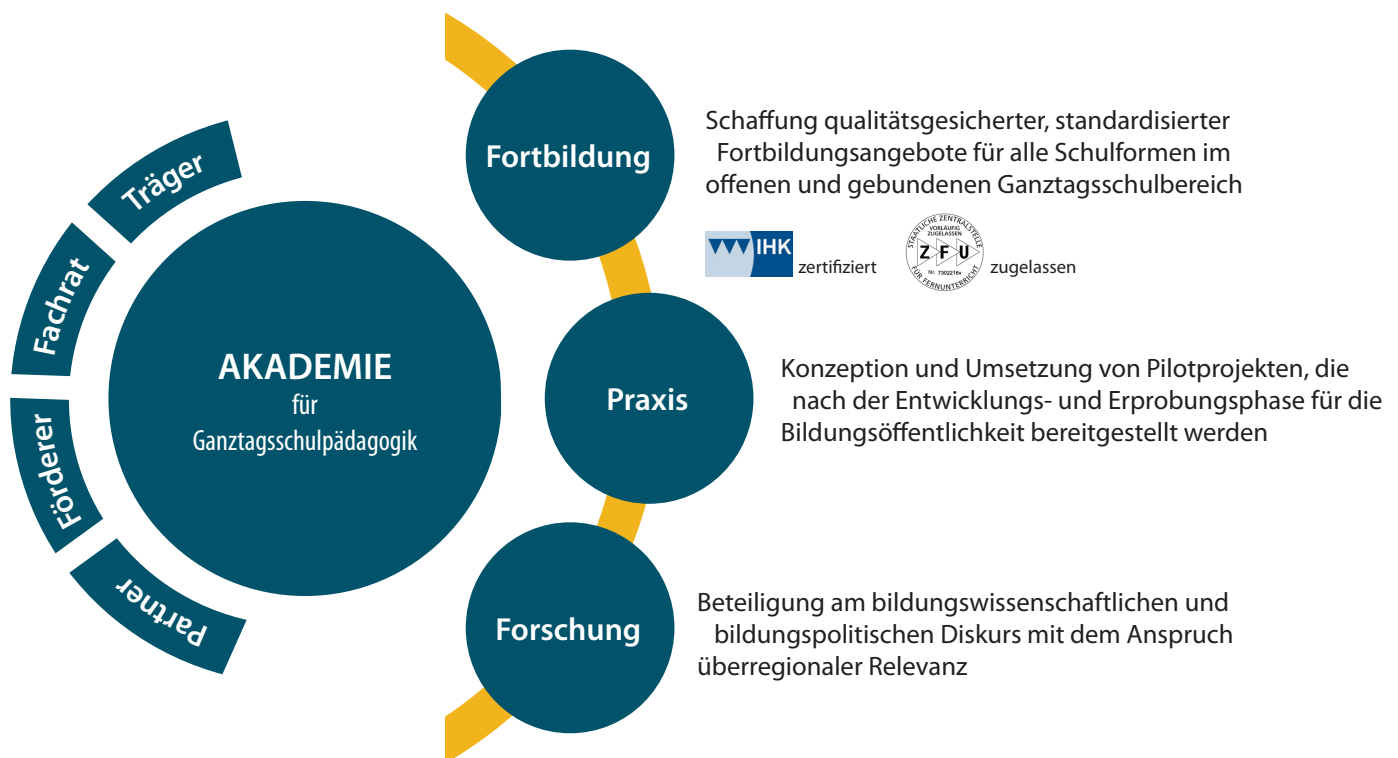 Träger
Fachrat
Förderer
Partner
AKADEMIE
für
Ganztagsschulpädagogik
Fortbildung
Schaffung qualitätsgesicherter, standardisierter
Fortbildungsangebote für alle Schulformen im
offenen und gebundenen Ganztagsschulbereich
IHK zertifiziert
STAATLICHE ZENTRALSTELLE
VORLÄUFIG
ZUGELASSEN
ZFU
Nr. 7302216v
FÜR FERNUNTERRICHT
zugelassen
Praxis
Konzeption und Umsetzung von Pilotprojekten, die
nach der Entwicklungs- und Erprobungsphase für die
Bildungsöffentlichkeit bereitgestellt werden
Forschung
Beteiligung am bildungswissenschaftlichen und
bildungspolitischen Diskurs mit dem Anspruch
überregionaler Relevanz